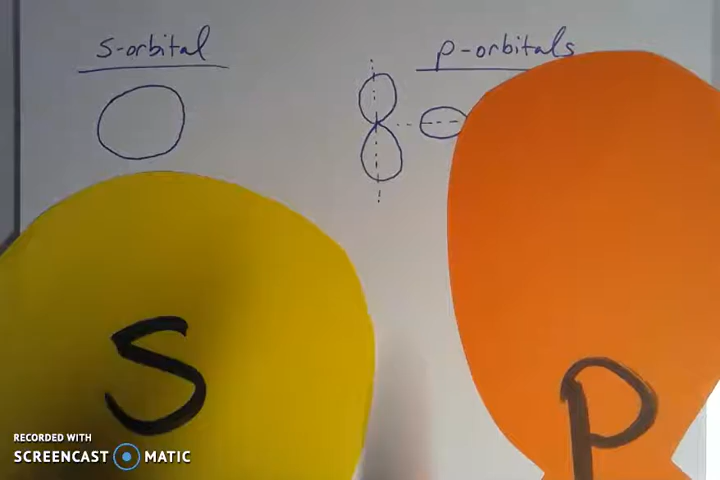 s-orbital
p-orbitals
S
P
RECORDED WITH
SCREENCAST MATIC